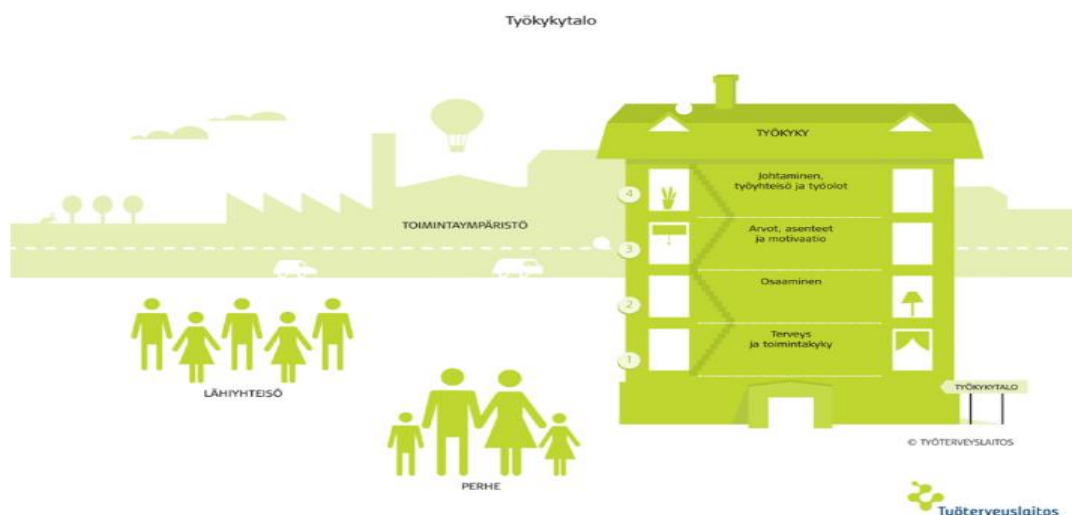 Työkykytalo
TYÖKYKY
4
Johtaminen,
työyhteisö ja työolot
TOIMINTAYMPÄRISTÖ
3
Arvot, asenteet
ja motivaatio
2
Osaaminen
1
Terveys
ja toimintakyky
LÄHIYHTEISÖ
TYÖKYKYTALO
© TYÖTERVEYSLAITOS
PERHE
Työterveyslaitos